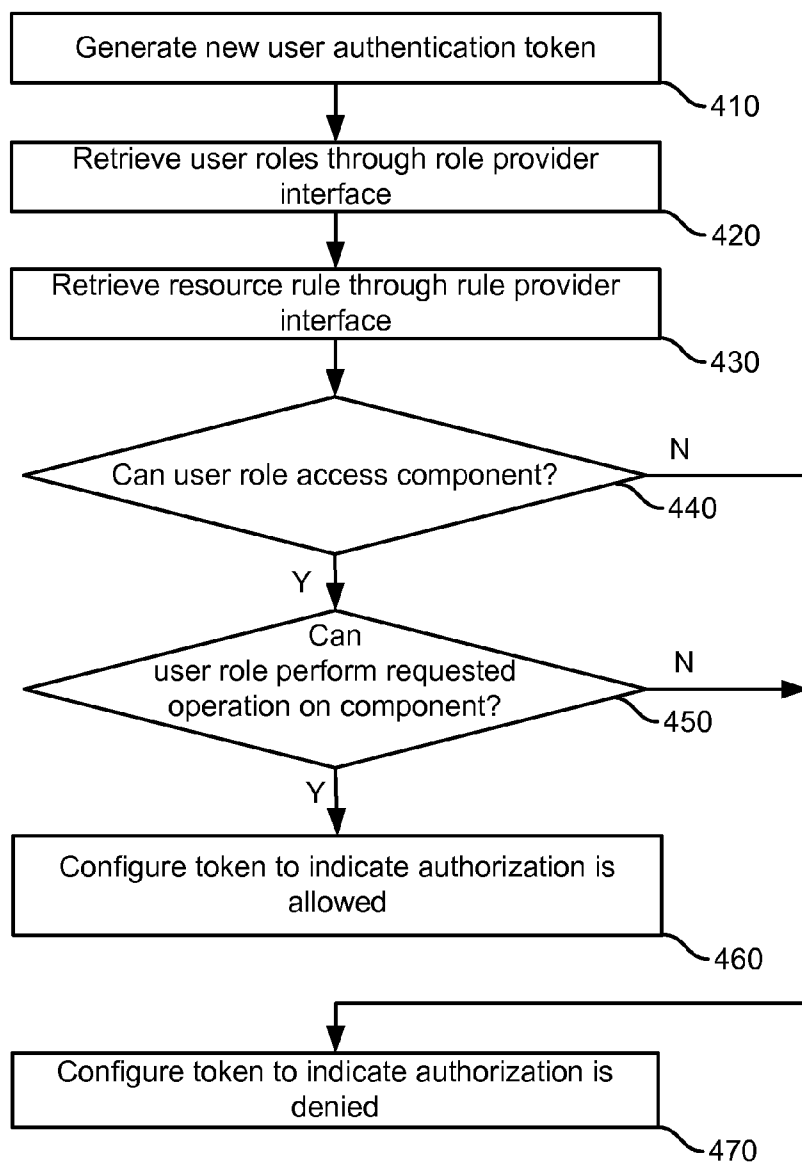 Generate new user authentication token
410
Retrieve user roles through role provider
interface
420
Retrieve resource rule through rule provider
interface
430
Can user role access component?
N
440
Y
Can
user role perform requested
operation on component?
N
450
Y
Configure token to indicate authorization is
allowed
460
Configure token to indicate authorization is
denied
470